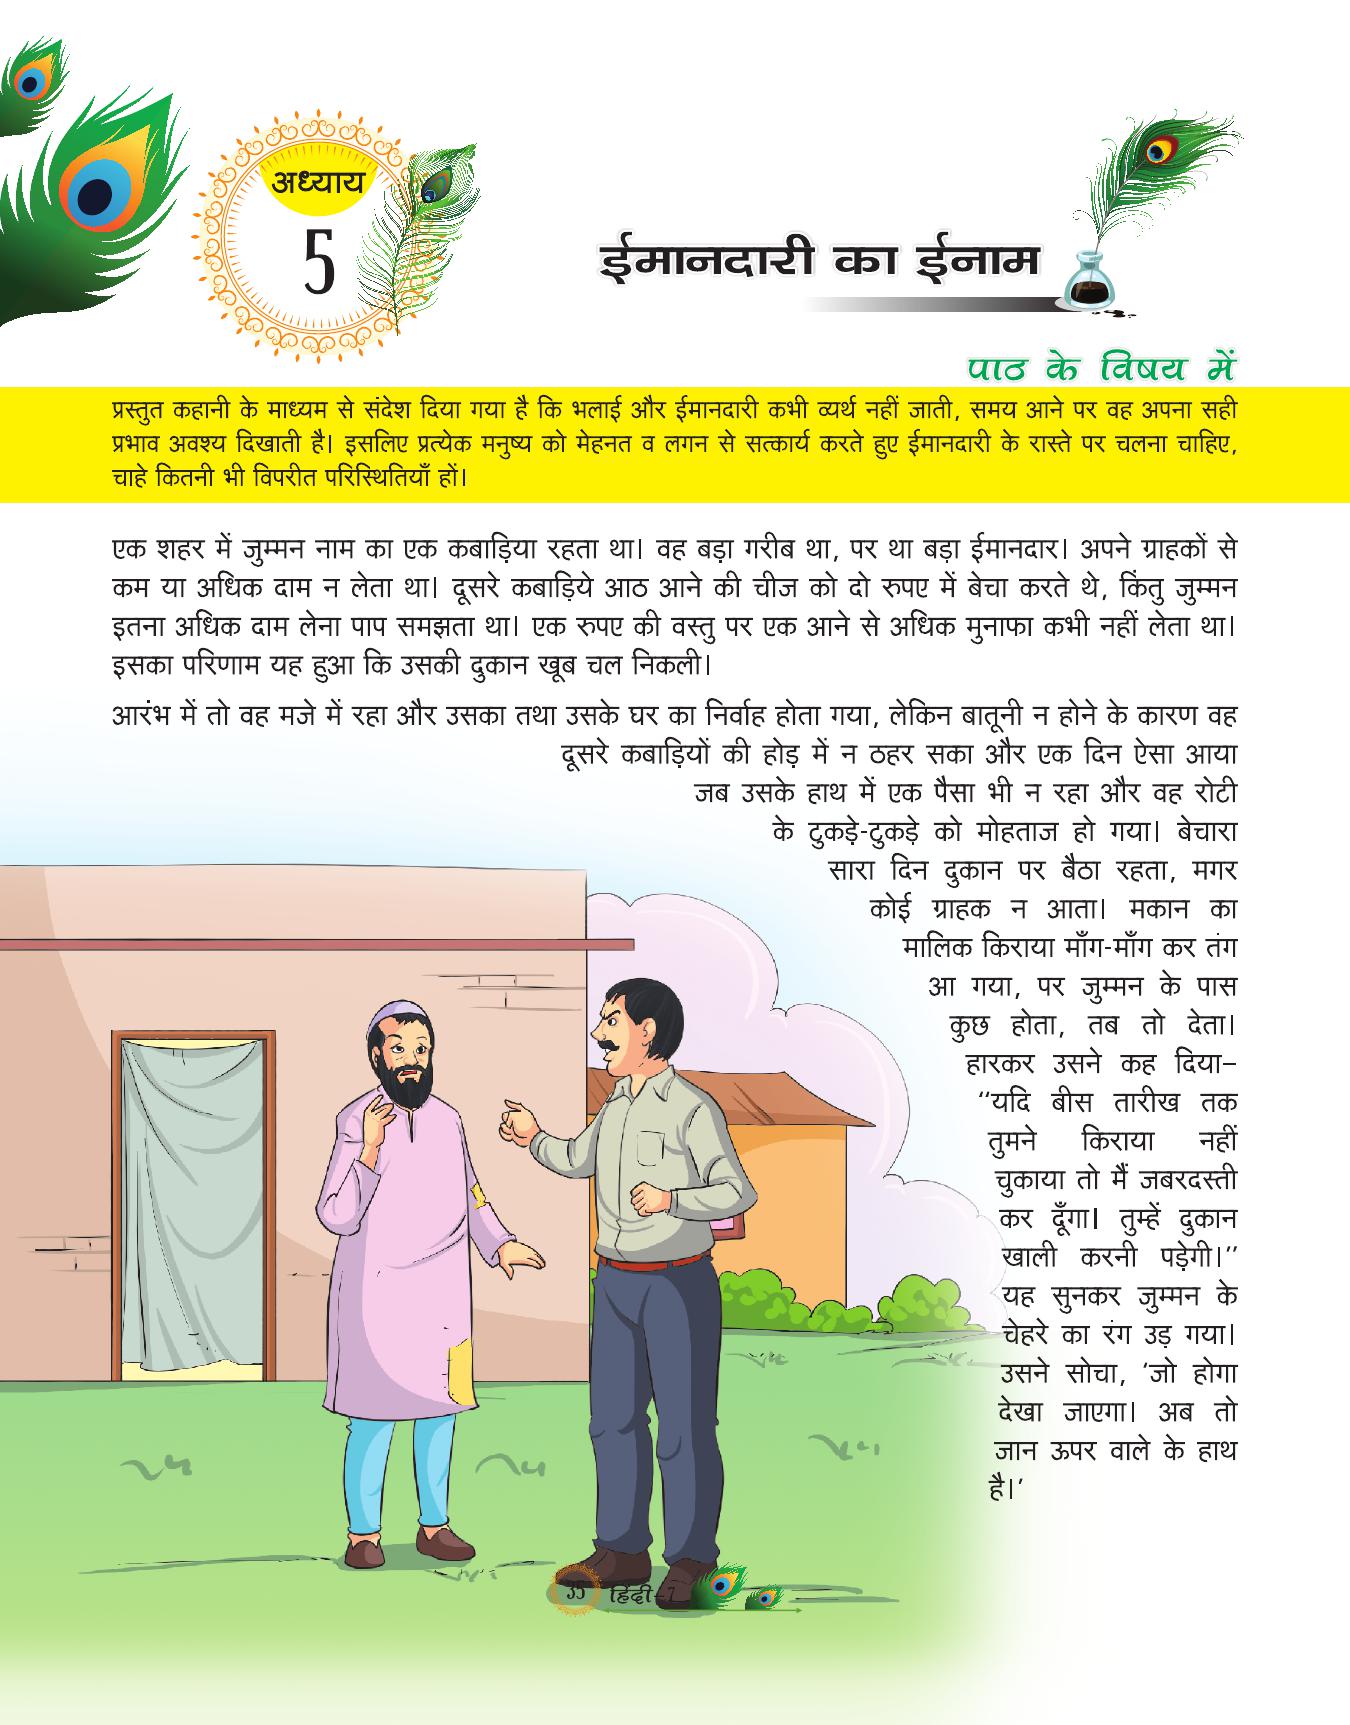 अध्याय
5
ईमानदारी का ईनाम
पाठ के विषय में
प्रस्तुत कहानी के माध्यम से संदेश दिया गया है कि भलाई और ईमानदारी कभी व्यर्थ नहीं जाती, समय आने पर वह अपना सही
प्रभाव अवश्य दिखाती है। इसलिए प्रत्येक मनुष्य को मेहनत व लगन से सत्कार्य करते हुए ईमानदारी के रास्ते पर चलना चाहिए,
चाहे कितनी भी विपरीत परिस्थितियाँ हों।
एक शहर में जुम्मन नाम का एक कबाड़िया रहता था। वह बड़ा गरीब था, पर था बड़ा ईमानदार। अपने ग्राहकों से
कम या अधिक दाम न लेता था। दूसरे कबाड़िये आठ आने की चीज को दो रुपए में बेचा करते थे, किंतु जुम्मन
इतना अधिक दाम लेना पाप समझता था। एक रुपए की वस्तु पर एक आने से अधिक मुनाफा कभी नहीं लेता था।
इसका परिणाम यह हुआ कि उसकी दुकान खूब चल निकली।
आरंभ में तो वह मजे में रहा और उसका तथा उसके घर का निर्वाह होता गया, लेकिन बातूनी न होने के कारण वह
दूसरे कबाड़ियों की होड़ में न ठहर सका और एक दिन ऐसा आया
जब उसके हाथ में एक पैसा भी न रहा और वह रोटी
के टुकड़े-टुकड़े को मोहताज हो गया। बेचारा
सारा दिन दुकान पर बैठा रहता, मगर
कोई ग्राहक न आता। मकान का
मालिक किराया माँग-माँग कर तंग
आ गया, पर जुम्मन के पास
कुछ होता, तब तो देता।
हारकर उसने कह दिया–
“यदि बीस तारीख तक
तुमने किराया नहीं
चुकाया तो मैं जबरदस्ती
कर दूँगा। तुम्हें दुकान
खाली करनी पड़ेगी।”
यह सुनकर जुम्मन के
चेहरे का रंग उड़ गया।
उसने सोचा, ‘जो होगा
देखा जाएगा। अब तो
जान ऊपर वाले के हाथ
है।’
35 हिंदी–7